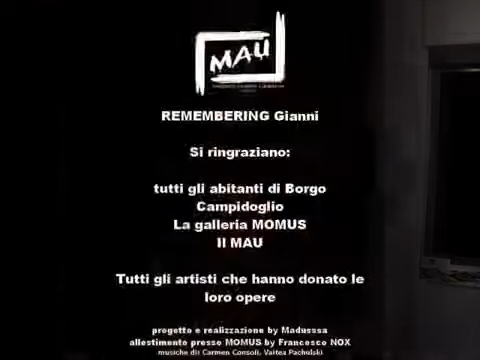 MAU
REMEMBERING Gianni
Si ringraziano:
tutti gli abitanti di Borgo
Campidoglio
La galleria MOMUS
Il MAU
Tutti gli artisti che hanno donato le
loro opere
progetto e realizzazione by Madusssa
allestimento presso MOMUS by Francesco NOX
musiche di: Carmen Consoli, Vaitea Pachulski